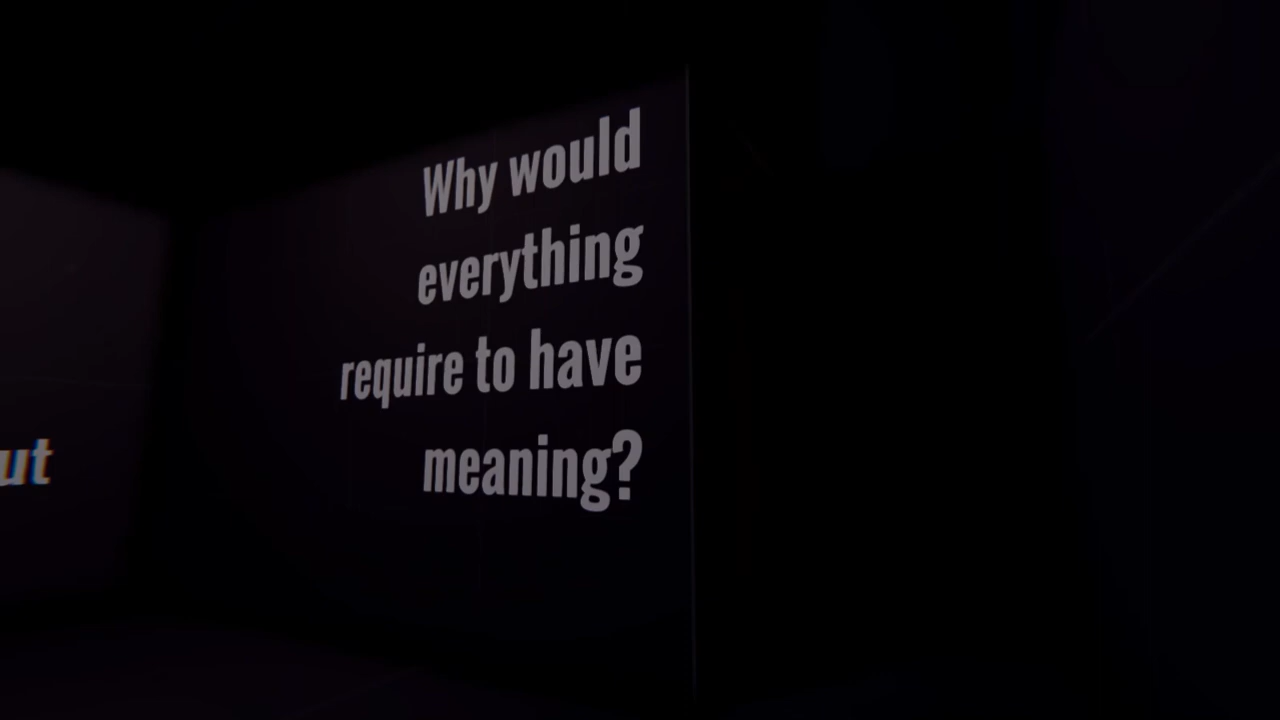 ut
Why would
everything
require to have
meaning?